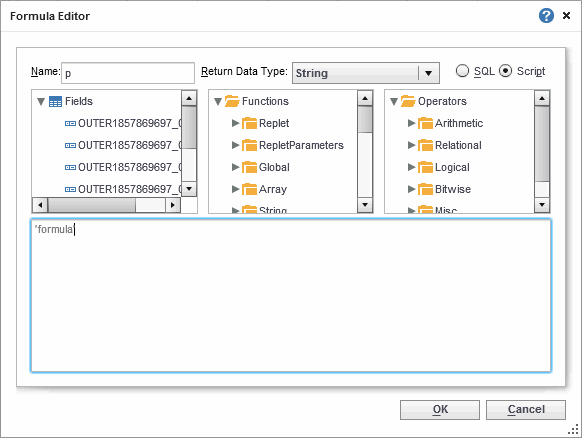 Formula Editor
Name: p Return Data Type: String SQL Script
Fields
OUTER1857869697_
OUTER1857869697_
OUTER1857869697_
OUTER1857869697_
Functions
Replet
RepletParameters
Global
Array
String
Operators
Arithmetic
Relational
Logical
Bitwise
Misc
'formula
OK Cancel